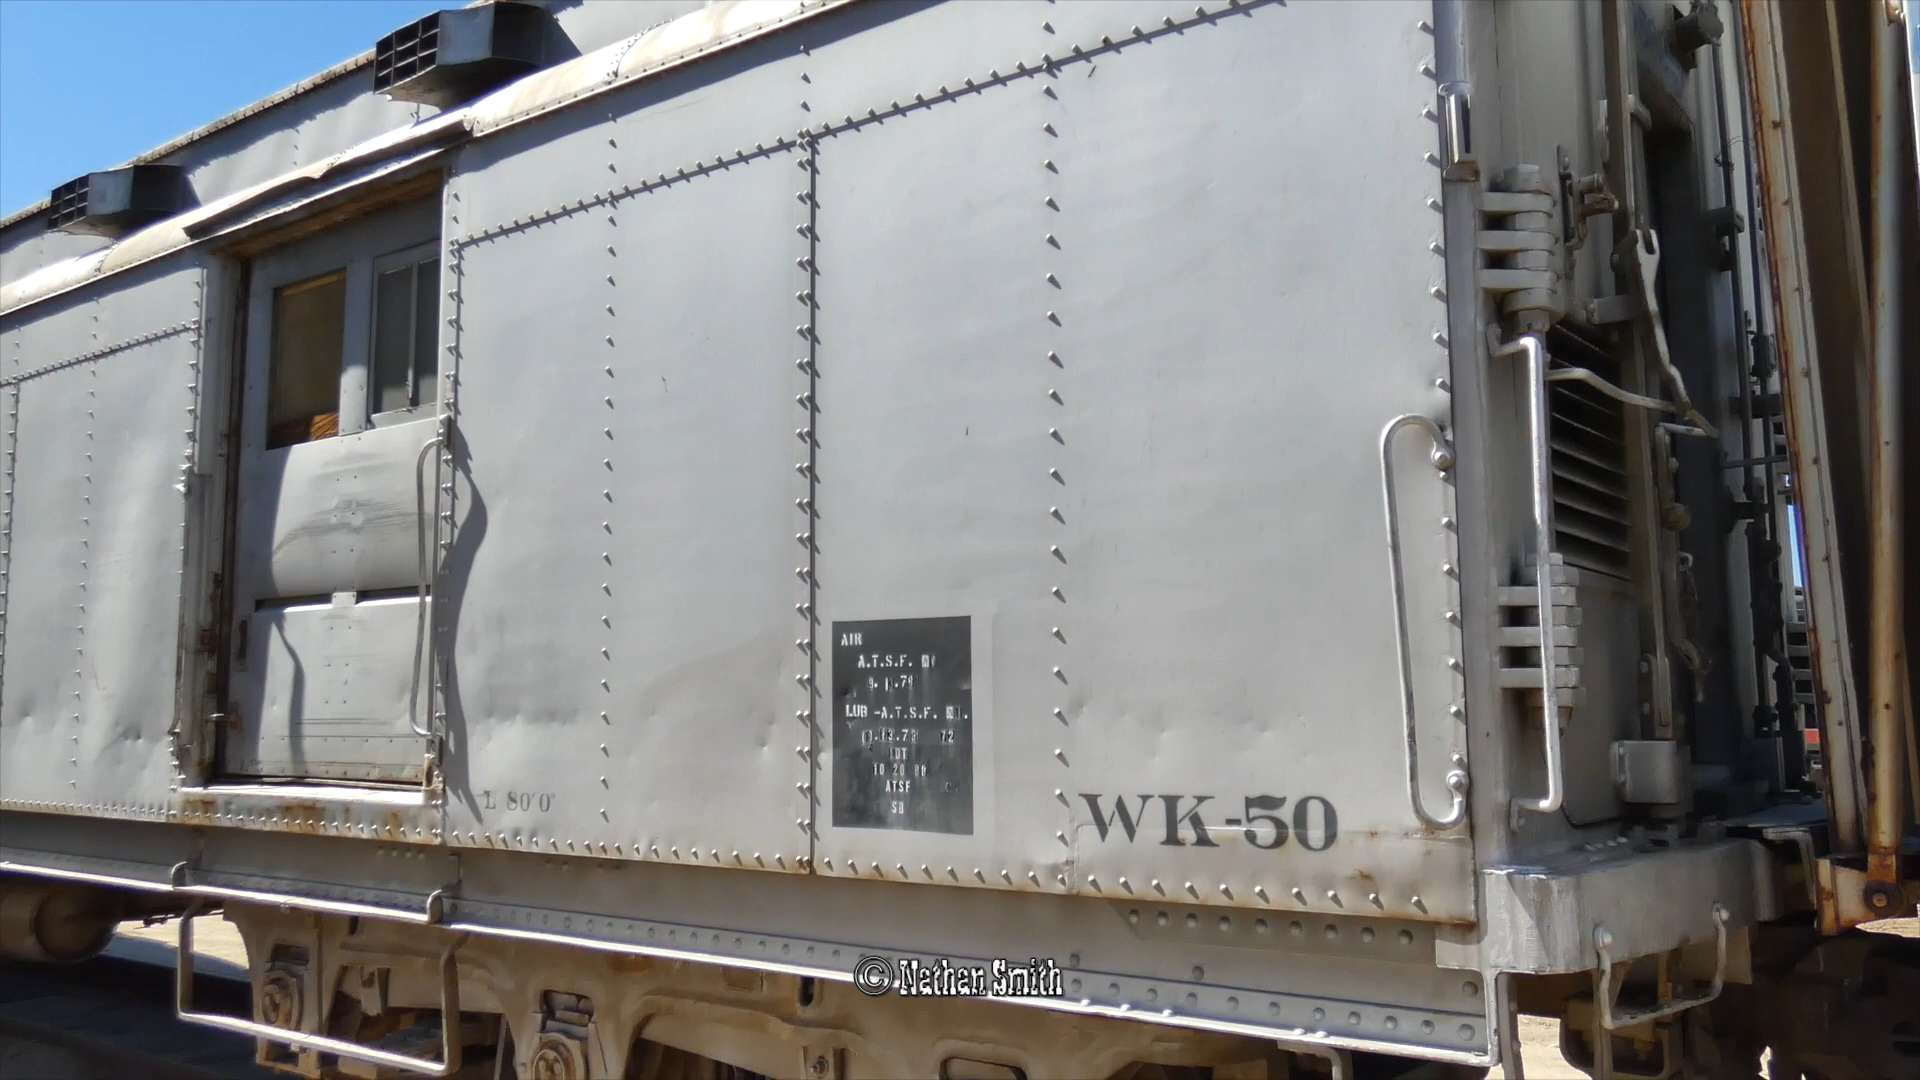 AIR
A.T.S.F.
LUB -A.T.S.F.
IDT
10 20 80
ATSF
SB
L 80'0"
WK-50
© Nathan Smith